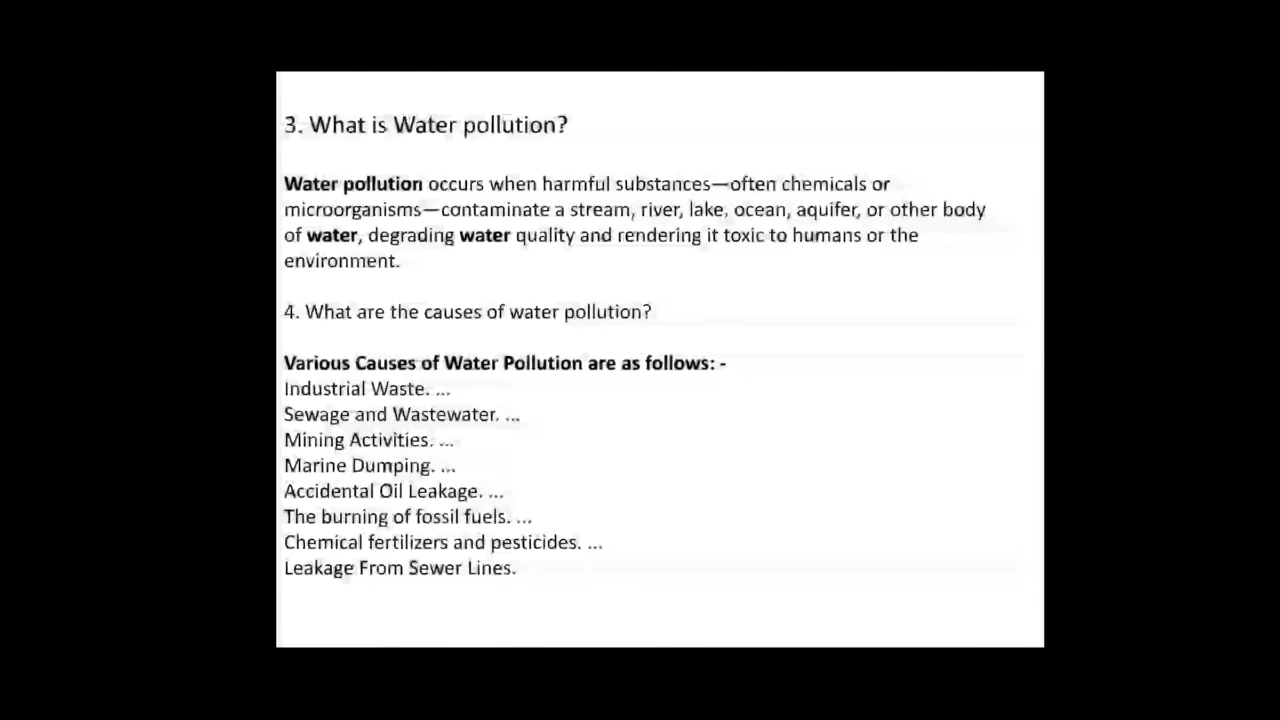 3. What is Water pollution?
Water pollution occurs when harmful substances—often chemicals or
microorganisms—contaminate a stream, river, lake, ocean, aquifer, or other body
of water, degrading water quality and rendering it toxic to humans or the
environment.
4. What are the causes of water pollution?
Various Causes of Water Pollution are as follows: -
Industrial Waste. ...
Sewage and Wastewater. ...
Mining Activities. ...
Marine Dumping. ...
Accidental Oil Leakage. ...
The burning of fossil fuels. ...
Chemical fertilizers and pesticides. ...
Leakage From Sewer Lines.